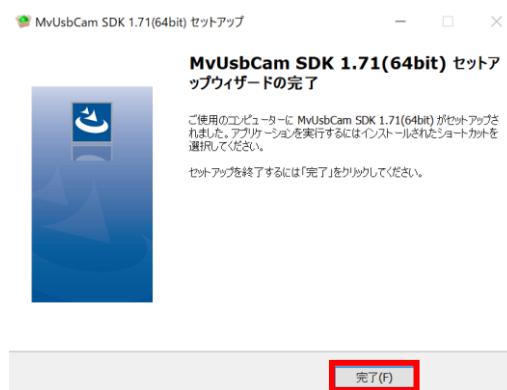 MvUsbCam SDK 1.71(64bit) セットアップ
MvUsbCam SDK 1.71(64bit) セットア
ップウィザードの完了
ご使用のコンピューターに MvUsbCam SDK 1.71(64bit) がセットアップさ
れました。アプリケーションを実行するにはインストールされたショートカットを
選択してください。
セットアップを終了するには「完了」をクリックしてください。
完了(F)